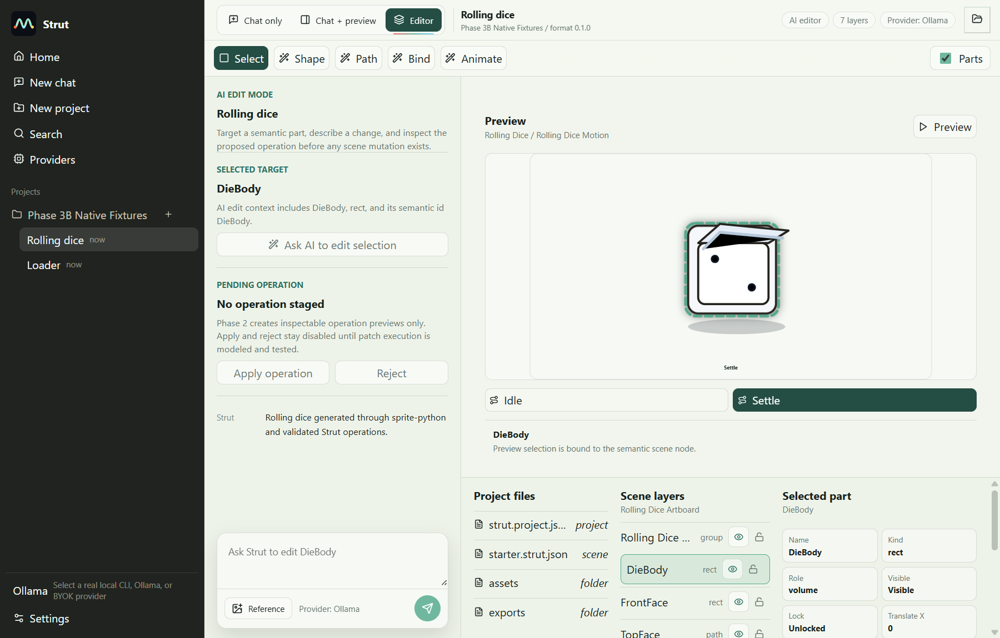 Strut
Home
New chat
New project
Search
Providers
Projects
Phase 3B Native Fixtures
Rolling dice now
Loader now
Ollama
Select a real local CLI, Ollama, or
BYOK provider
Settings
Chat only
Chat + preview
Editor
Rolling dice
Phase 3B Native Fixtures / format 0.1.0
AI editor
7 layers
Provider: Ollama
Select
Shape
Path
Bind
Animate
Parts
AI EDIT MODE
Rolling dice
Target a semantic part, describe a change, and inspect the
proposed operation before any scene mutation exists.
SELECTED TARGET
DieBody
AI edit context includes DieBody, rect, and its semantic id
DieBody.
Ask AI to edit selection
PENDING OPERATION
No operation staged
Phase 2 creates inspectable operation previews only.
Apply and reject stay disabled until patch execution is
modeled and tested.
Apply operation
Reject
Strut
Rolling dice generated through sprite-python
and validated Strut operations.
Ask Strut to edit DieBody
Reference
Provider: Ollama
Preview
Rolling Dice / Rolling Dice Motion
Preview
Settle
Idle
Settle
DieBody
Preview selection is bound to the semantic scene node.
Project files
strut.project.js... project
starter.strut.json scene
assets folder
exports folder
Scene layers
Rolling Dice Artboard
Rolling Dice ... group
DieBody rect
FrontFace rect
TopFace path
Selected part
DieBody
Name
DieBody
Kind
rect
Role
volume
Visible
Visible
Lock
Unlocked
Translate X
0